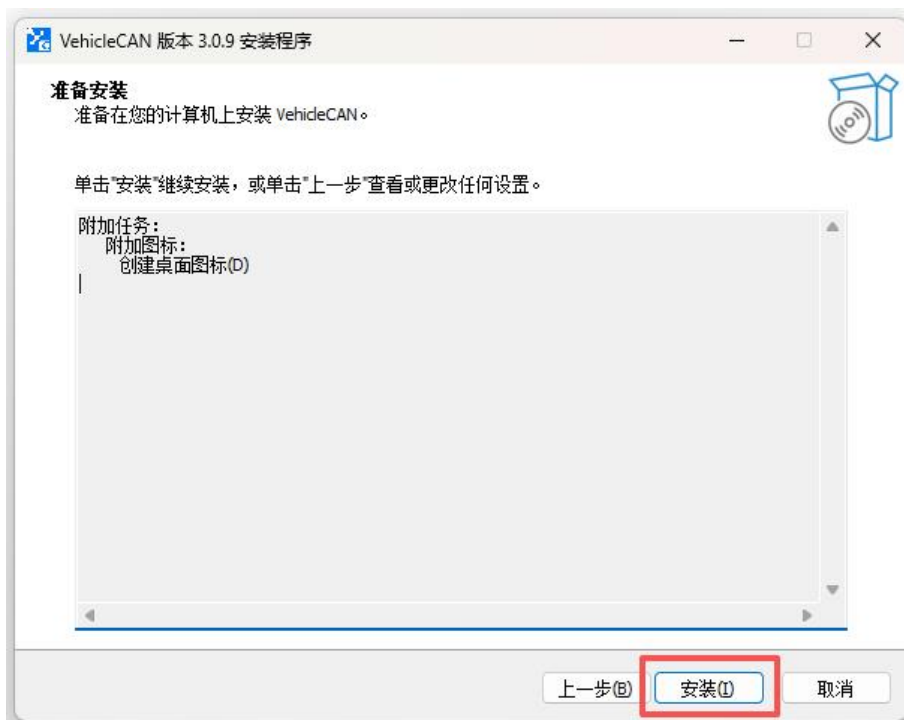 VehicleCAN 版本 3.0.9 安装程序
准备安装
准备在您的计算机上安装 VehicleCAN。
单击"安装"继续安装，或单击"上一步"查看或更改任何设置。
附加任务：
附加图标：
创建桌面图标(D)
上一步(B) 安装(I) 取消